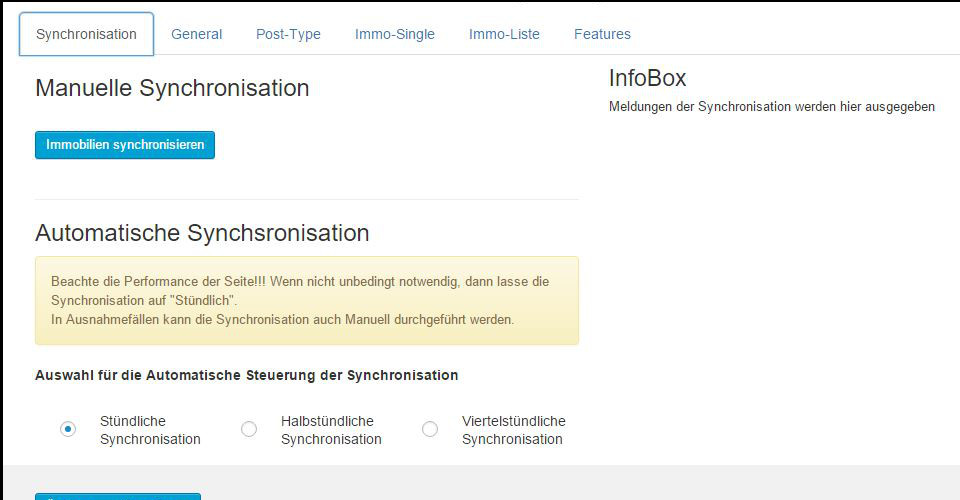 Synchronisation General Post-Type Immo-Single Immo-Liste Features
Manuelle Synchronisation
InfoBox
Meldungen der Synchronisation werden hier ausgegeben
Immobilien synchronisieren
Automatische Synchsronisation
Beachte die Performance der Seite!!! Wenn nicht unbedingt notwendig, dann lasse die
Synchronisation auf "Stündlich".
In Ausnahmefällen kann die Synchronisation auch Manuell durchgeführt werden.
Auswahl für die Automatische Steuerung der Synchronisation
Stündliche
Synchronisation
Halbstündliche
Synchronisation
Viertelstündliche
Synchronisation